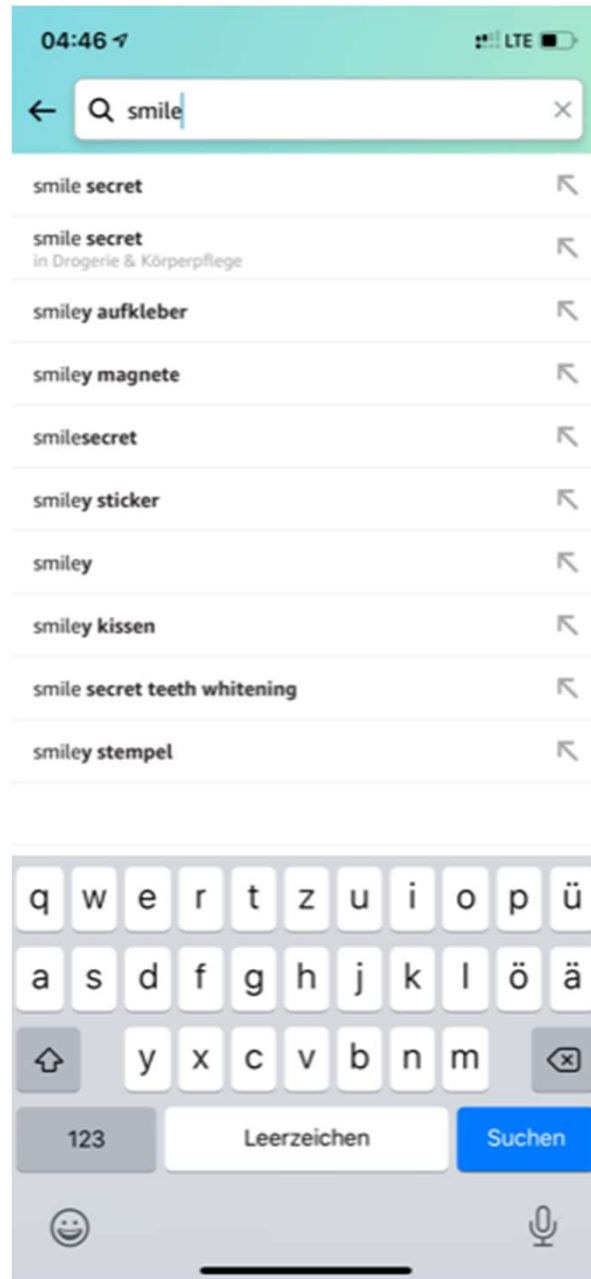 04:46
LTE
smile
smile secret
smile secret
in Drogerie & Körperpflege
smiley aufkleber
smiley magnete
smilesecret
smiley sticker
smiley
smiley kissen
smile secret teeth whitening
smiley stempel
q w e r t z u i o p ü
a s d f g h j k l ö ä
y x c v b n m
123 Leerzeichen Suchen